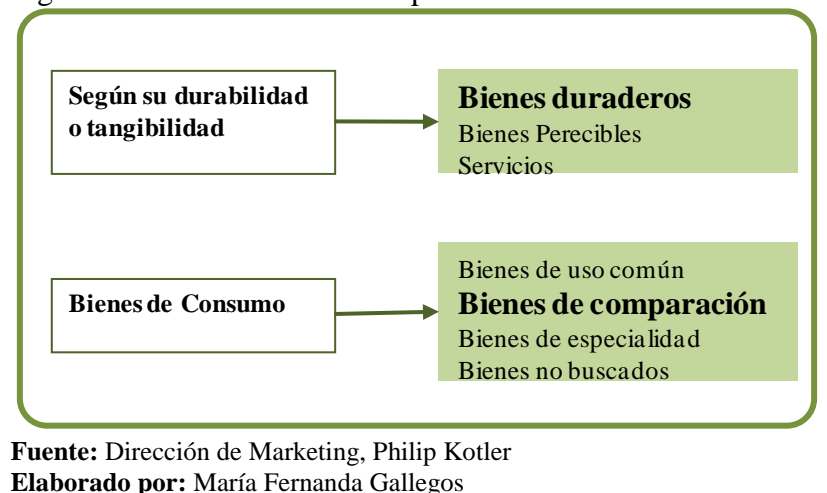 Según su durabilidad
o tangibilidad
Bienes duraderos
Bienes Perecibles
Servicios
Bienes de Consumo
Bienes de uso común
Bienes de comparación
Bienes de especialidad
Bienes no buscados
Fuente: Dirección de Marketing, Philip Kotler
Elaborado por: María Fernanda Gallegos